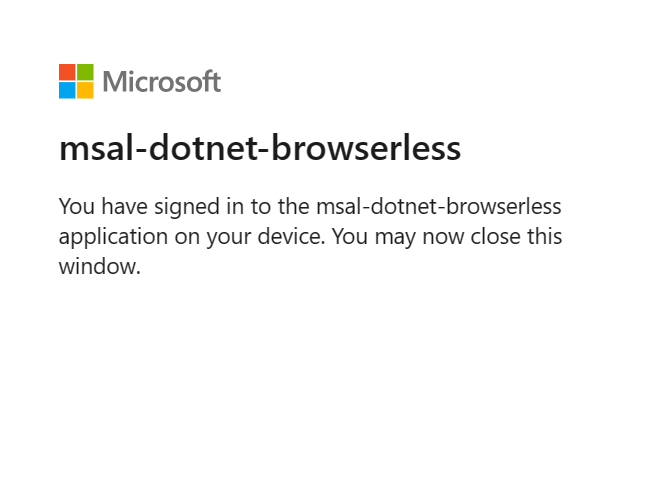 Microsoft
msal-dotnet-browserless
You have signed in to the msal-dotnet-browserless
application on your device. You may now close this
window.